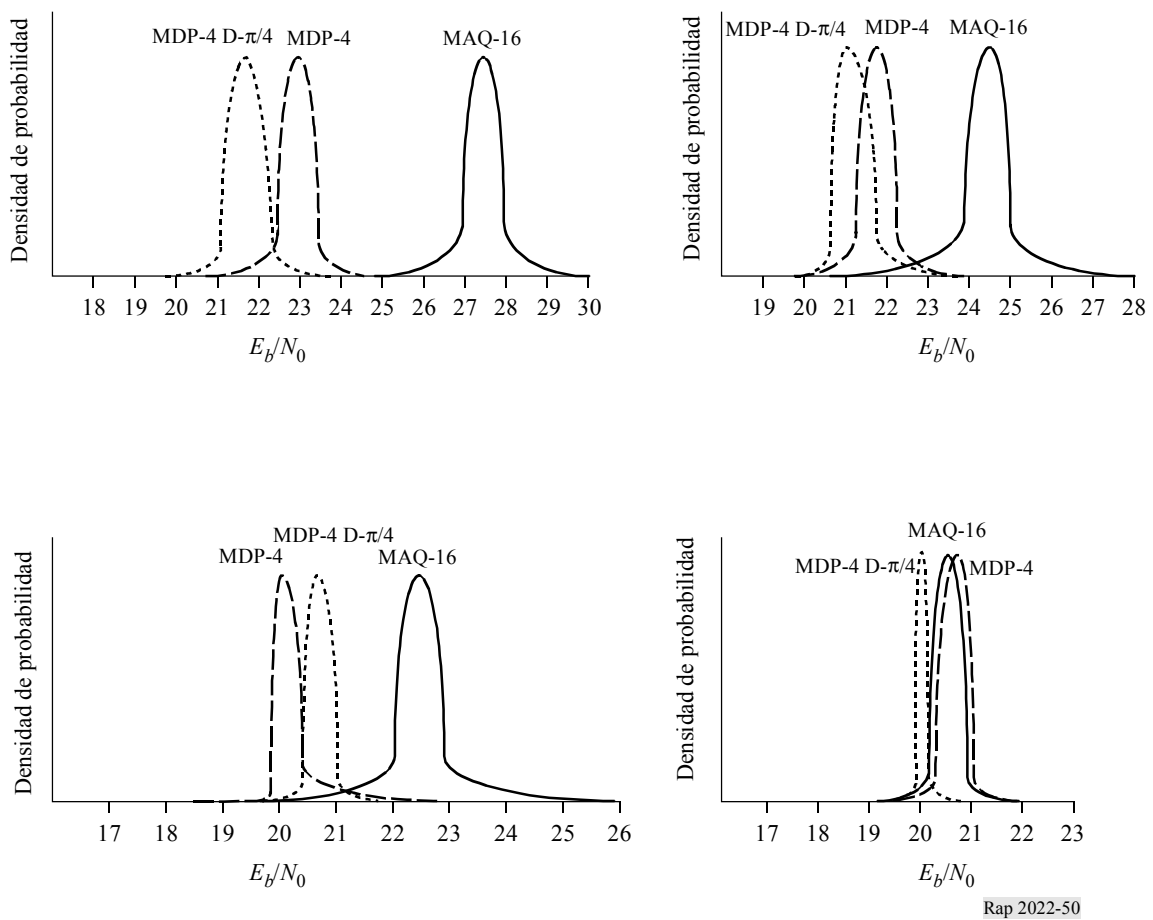 MDP-4 D-π/4 MDP-4 MAQ-16
Densidad de probabilidad
18 19 20 21 22 23 24 25 26 27 28 29 30
E_b/N_0
MDP-4 D-π/4 MDP-4 MAQ-16
Densidad de probabilidad
19 20 21 22 23 24 25 26 27 28
E_b/N_0
MDP-4 D-π/4
MDP-4 MAQ-16
Densidad de probabilidad
17 18 19 20 21 22 23 24 25 26
E_b/N_0
MAQ-16
MDP-4 D-π/4 MDP-4
Densidad de probabilidad
17 18 19 20 21 22 23
E_b/N_0
Rap 2022-50